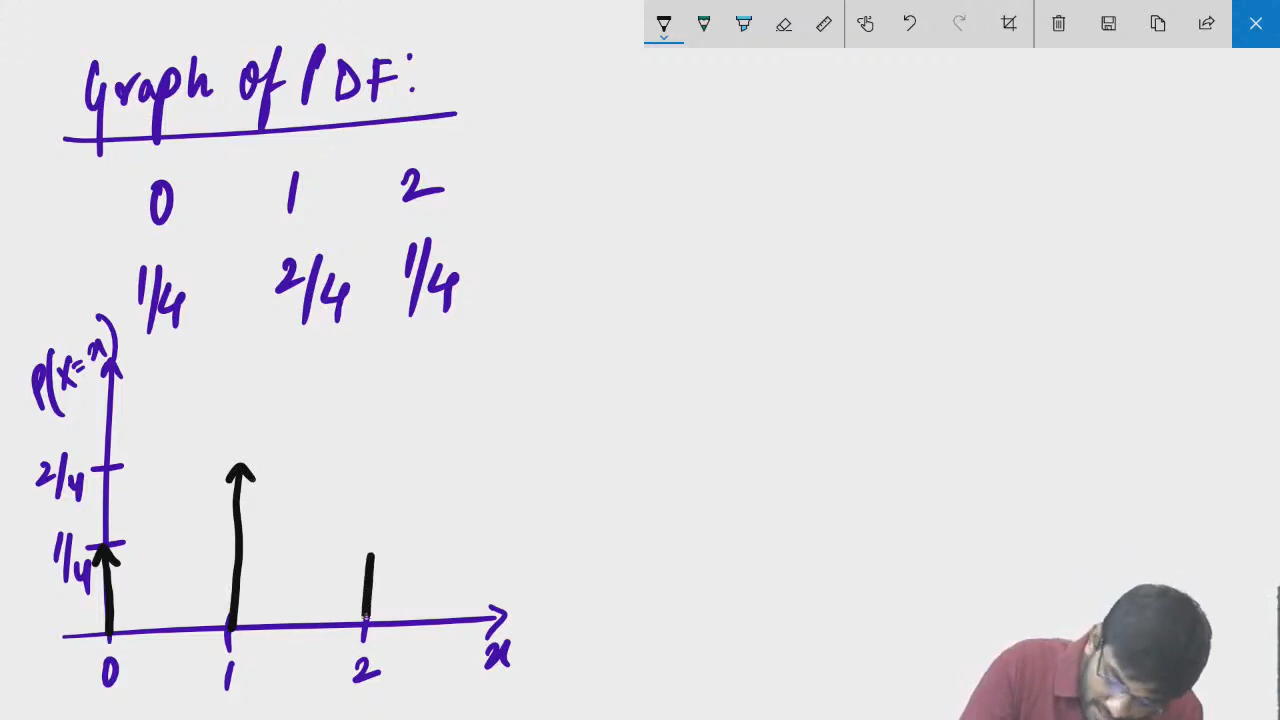 Graph of PDF:
0 1 2
1/4 2/4 1/4
P(X=x)
2/4
1/4
0 1 2 x